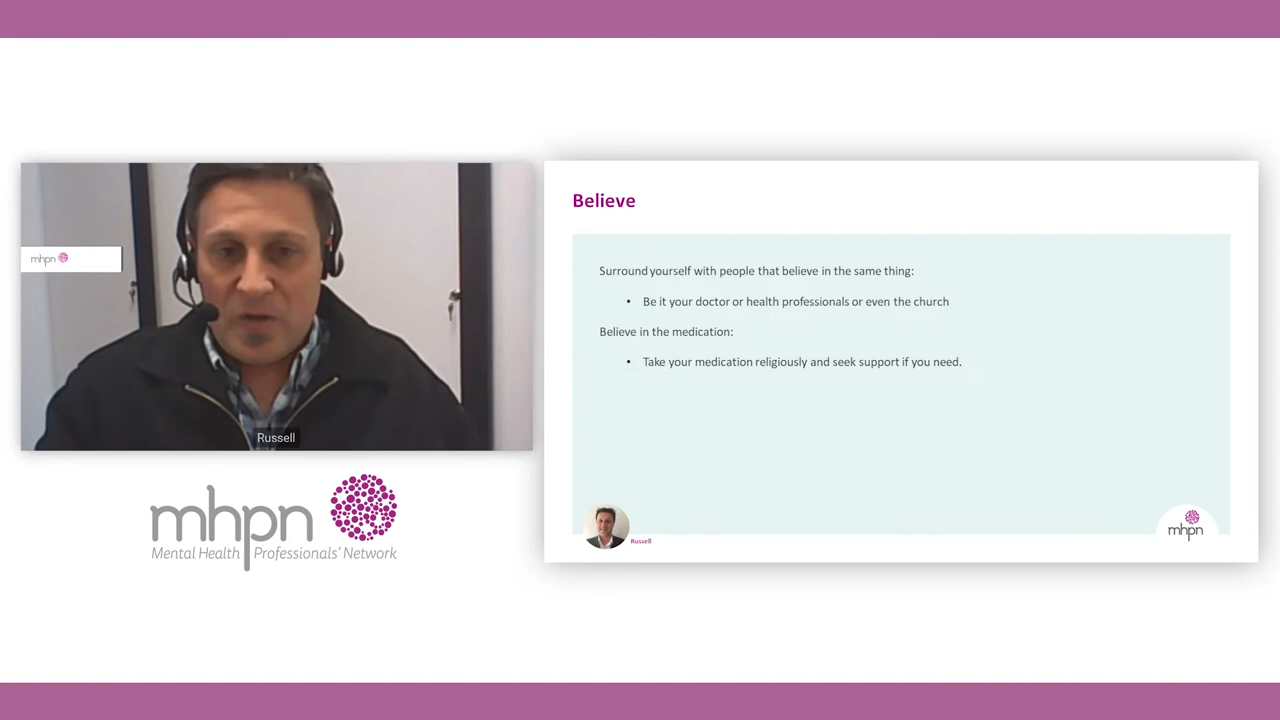 mhpn
Russell
mhpn
Mental Health Professionals' Network
Believe
Surround yourself with people that believe in the same thing:
• Be it your doctor or health professionals or even the church
Believe in the medication:
• Take your medication religiously and seek support if you need.
Russell
mhpn